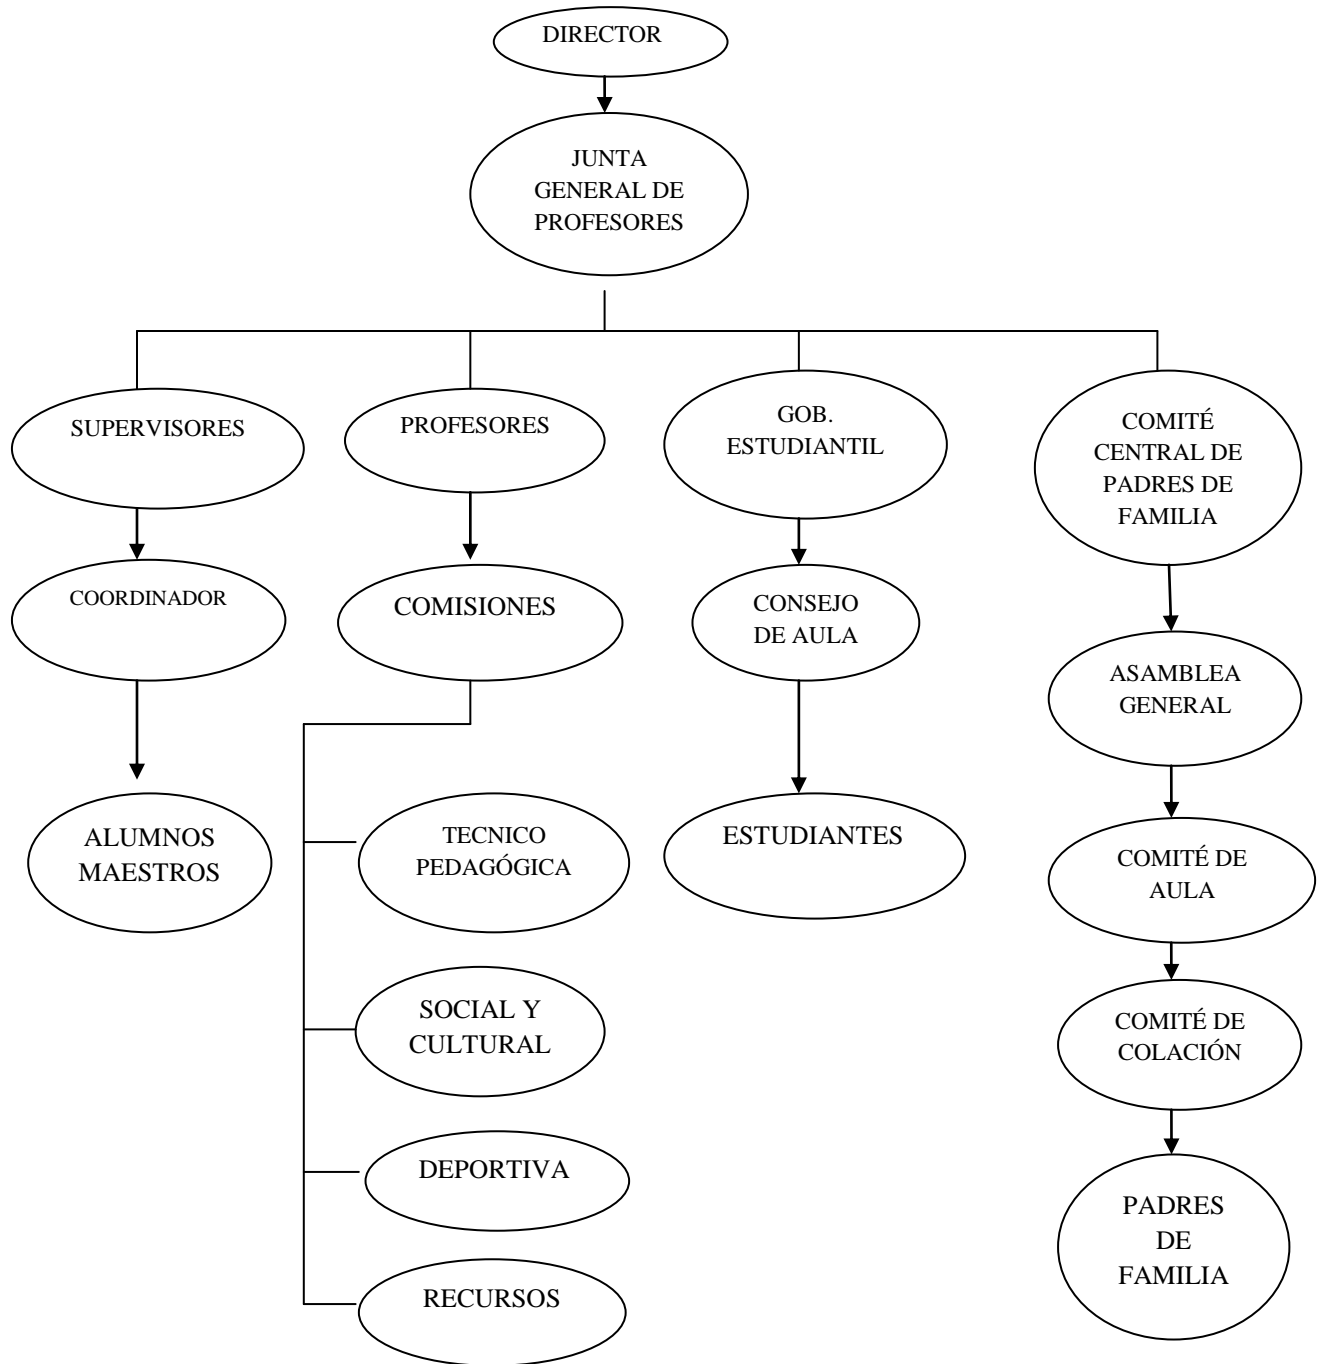 DIRECTOR
JUNTA
GENERAL DE
PROFESORES
SUPERVISORES
PROFESORES
GOB.
ESTUDIANTIL
COMITÉ
CENTRAL DE
PADRES DE
FAMILIA
COORDINADOR
COMISIONES
CONSEJO
DE AULA
ASAMBLEA
GENERAL
ALUMNOS
MAESTROS
TECNICO
PEDAGÓGICA
ESTUDIANTES
COMITÉ DE
AULA
SOCIAL Y
CULTURAL
COMITÉ DE
COLACIÓN
DEPORTIVA
PADRES
DE
FAMILIA
RECURSOS